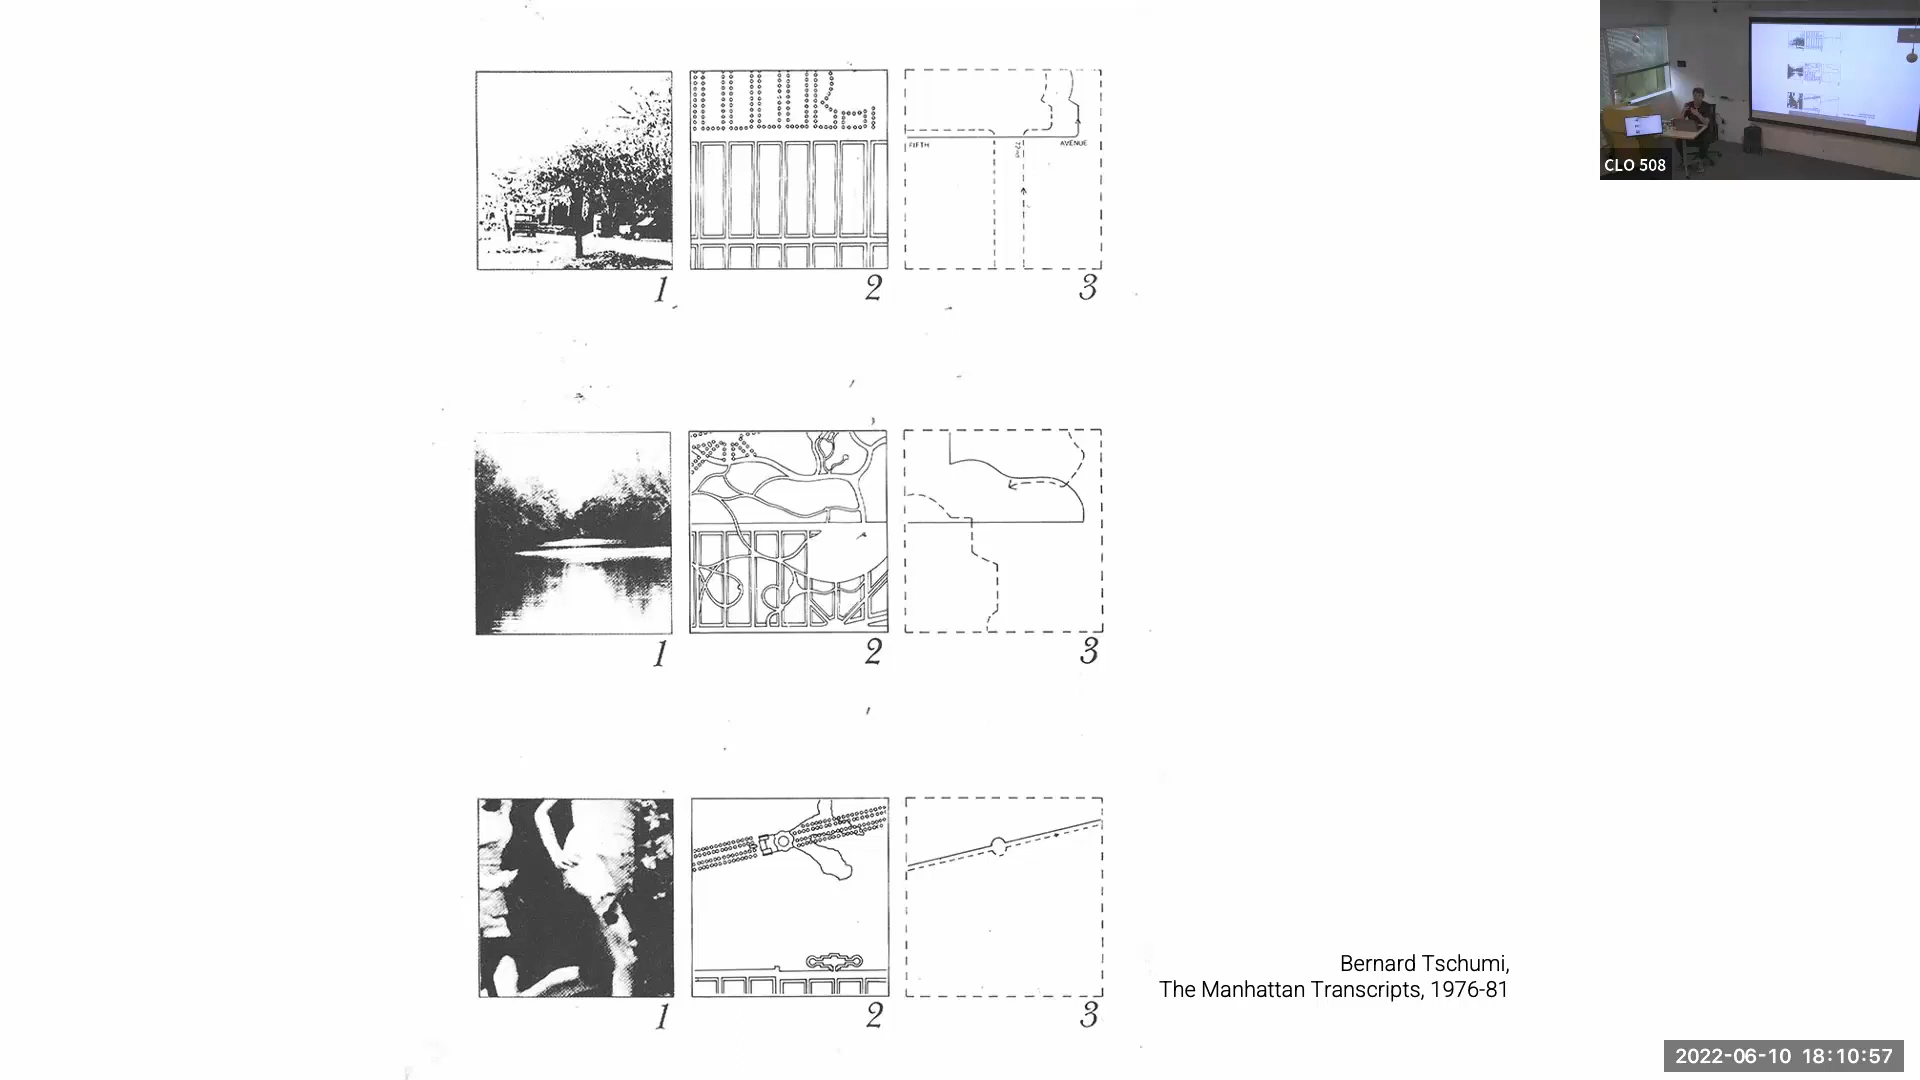 CLO 508
FIFTH
72nd
AVENUE
1
2
3
1
2
3
1
2
3
Bernard Tschumi,
The Manhattan Transcripts, 1976-81
2022-06-10 18:10:57